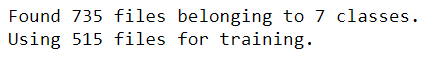 Found 735 files belonging to 7 classes.
Using 515 files for training.